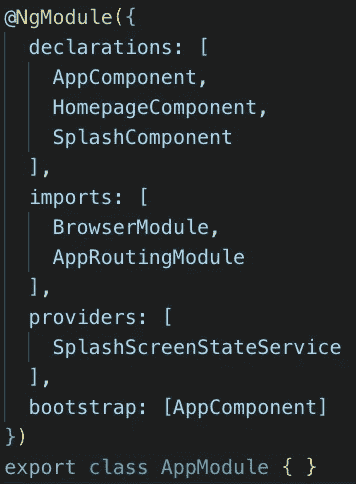 @NgModule({
  declarations: [
    AppComponent,
    HomepageComponent,
    SplashComponent
  ],
  imports: [
    BrowserModule,
    AppRoutingModule
  ],
  providers: [
    SplashScreenStateService
  ],
  bootstrap: [AppComponent]
})
export class AppModule { }